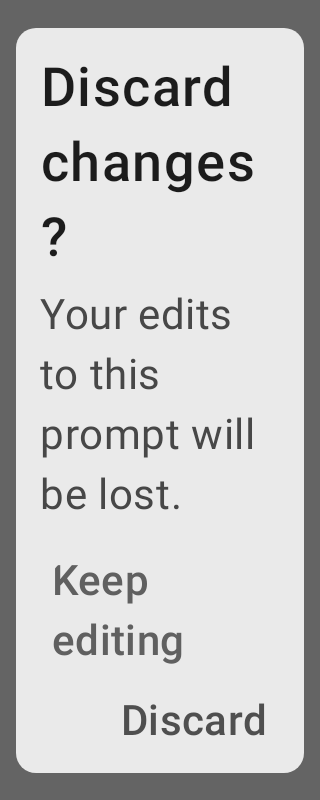 Discard
changes
?
Your edits
to this
prompt will
be lost.
Keep
editing
Discard